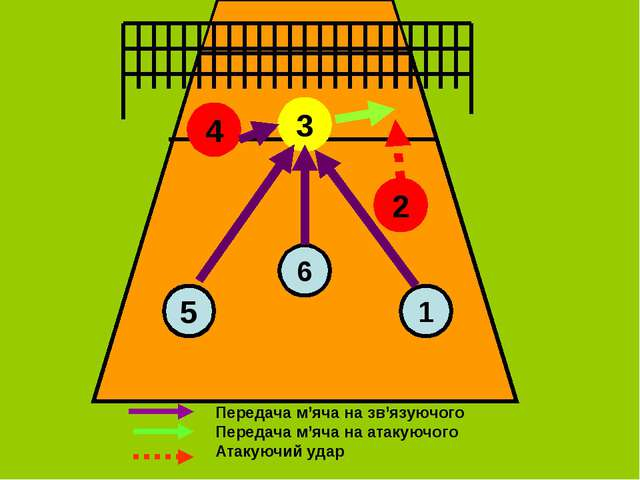 4
3
2
6
5
1
Передача м'яча на зв'язуючого
Передача м'яча на атакуючого
Атакуючий удар